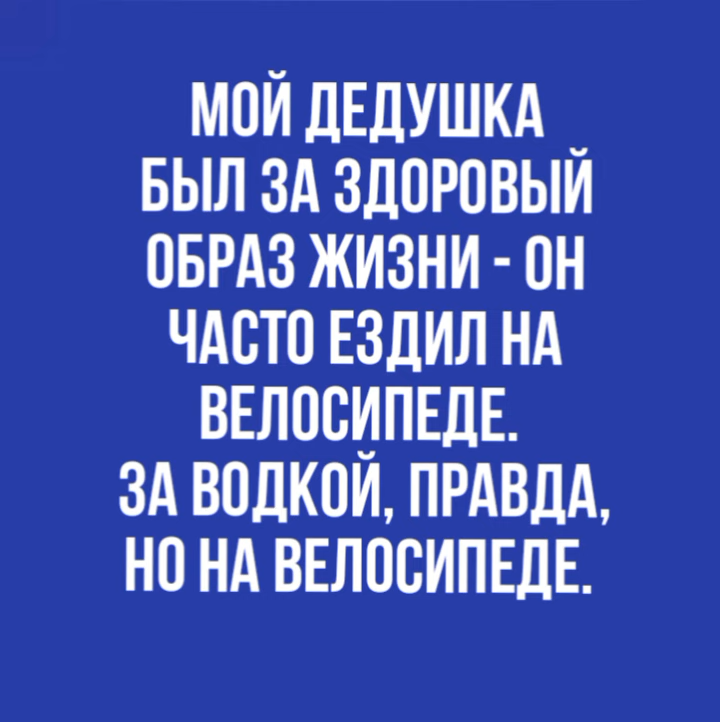 МОЙ ДЕДУШКА
БЫЛ ЗА ЗДОРОВЫЙ
ОБРАЗ ЖИЗНИ - ОН
ЧАСТО ЕЗДИЛ НА
ВЕЛОСИПЕДЕ.
ЗА ВОДКОЙ, ПРАВДА,
НО НА ВЕЛОСИПЕДЕ.